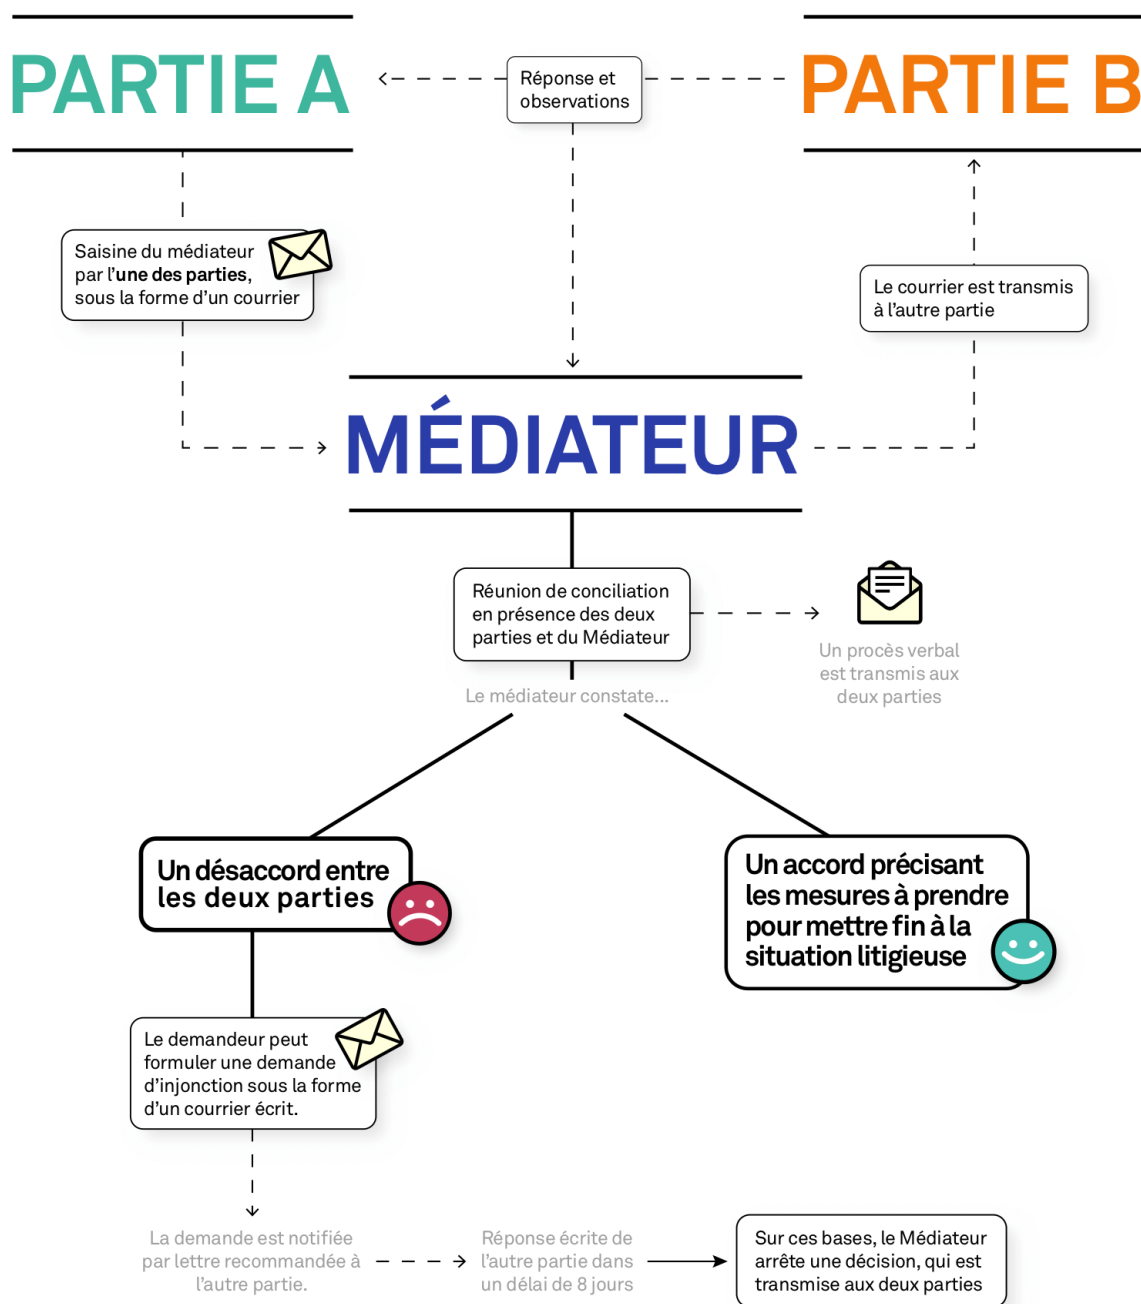 PARTIE A
Réponse et
observations
PARTIE B
Saisine du médiateur
par l'une des parties,
sous la forme d'un courrier
Le courrier est transmis
à l'autre partie
MÉDIATEUR
Réunion de conciliation
en présence des deux
parties et du Médiateur
Un procès verbal
est transmis aux
deux parties
Le médiateur constate...
Un désaccord entre
les deux parties
Un accord précisant
les mesures à prendre
pour mettre fin à la
situation litigieuse
Le demandeur peut
formuler une demande
d'injonction sous la forme
d'un courrier écrit.
La demande est notifiée
par lettre recommandée à
l'autre partie.
Réponse écrite de
l'autre partie dans
un délai de 8 jours
Sur ces bases, le Médiateur
arrête une décision, qui est
transmise aux deux parties